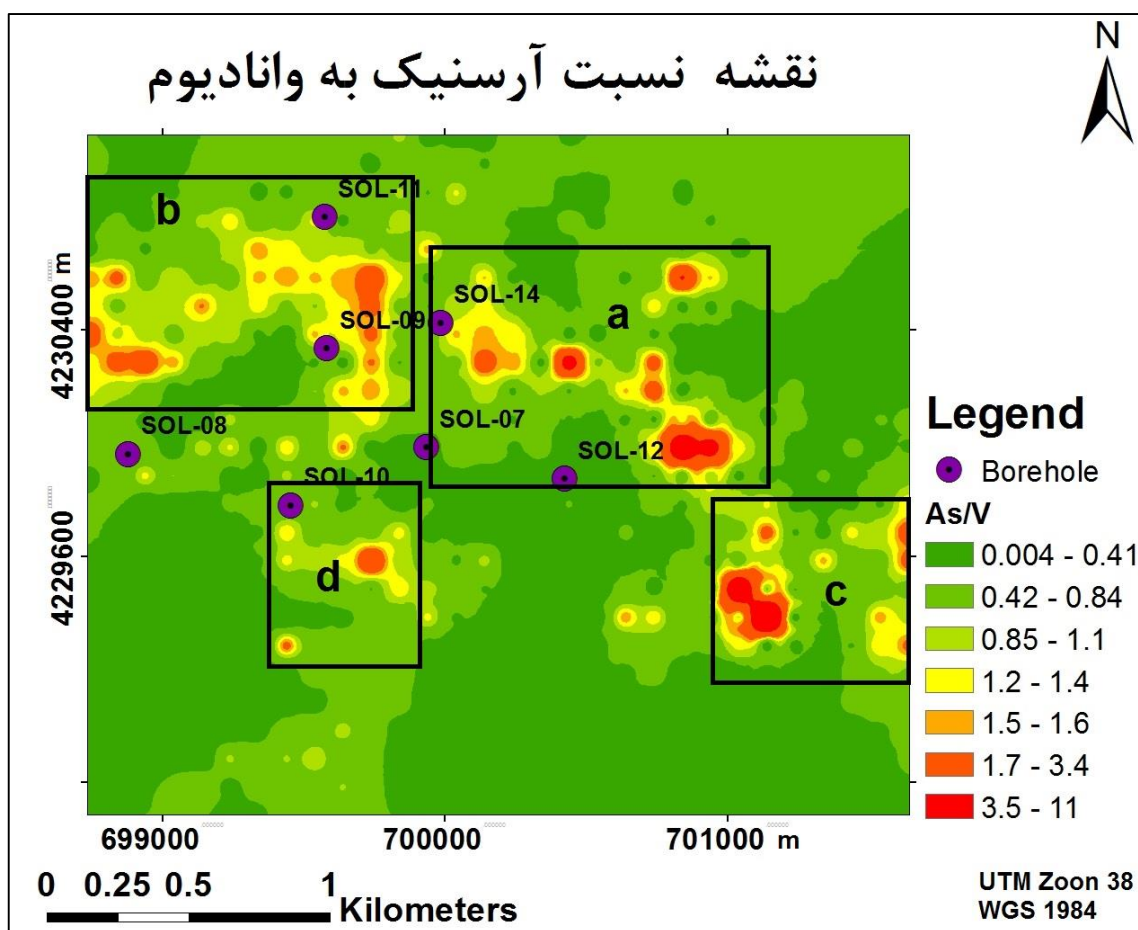 نقشه نسبت آرسنیک به وانادیوم
N
b
SOL-11
SOL-14
a
SOL-09
SOL-08
SOL-07
SOL-12
SOL-10
d
c
4230400 m
4229600
699000
700000
701000 m
Legend
Borehole
As/V
0.004 - 0.41
0.42 - 0.84
0.85 - 1.1
1.2 - 1.4
1.5 - 1.6
1.7 - 3.4
3.5 - 11
0 0.25 0.5 1
Kilometers
UTM Zoon 38
WGS 1984